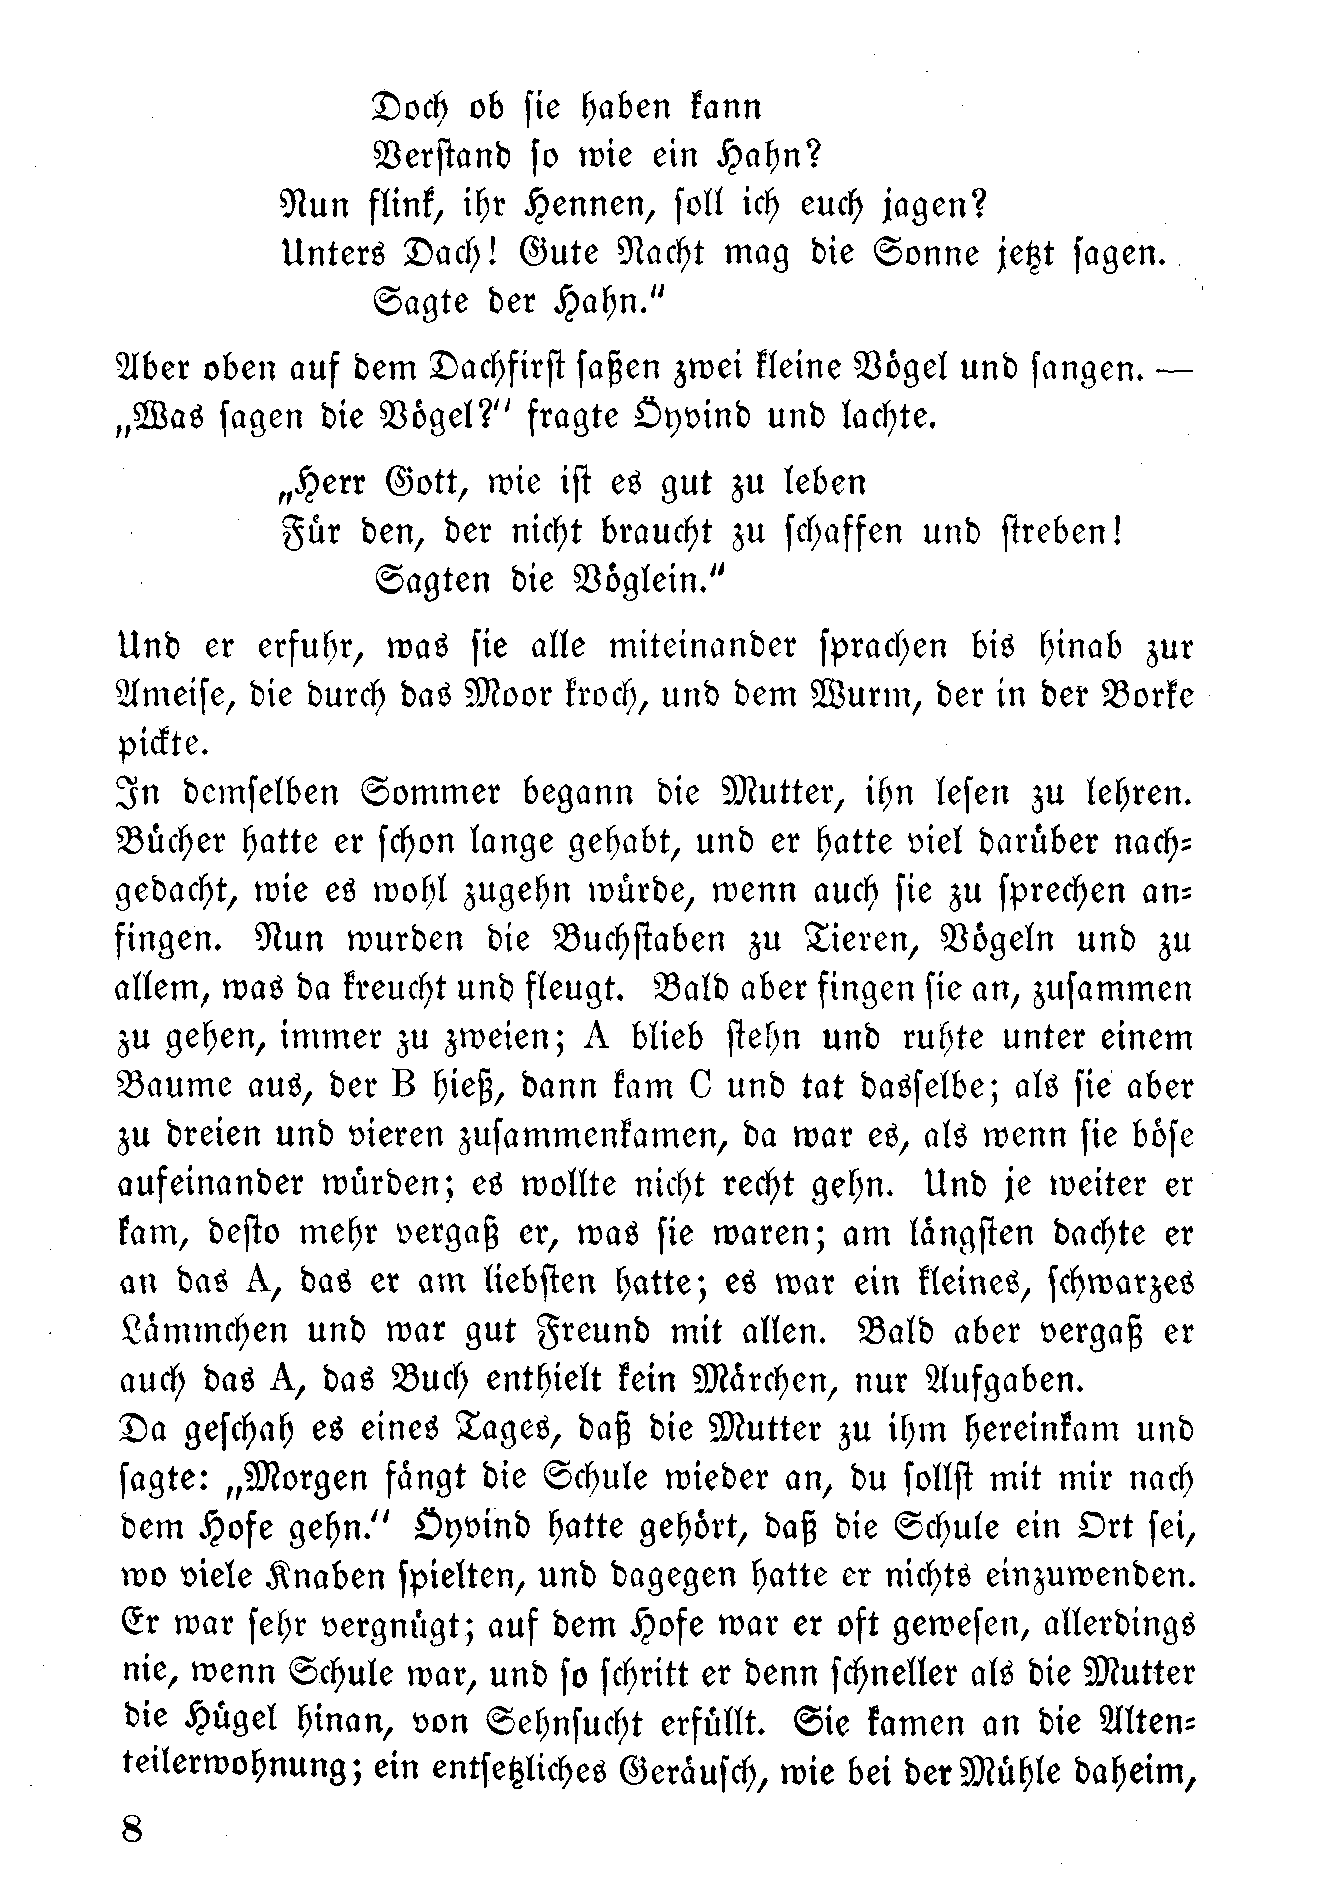 Doch ob sie haben kann
Verstand so wie ein Hahn?
Nun flink, ihr Hennen, soll ich euch jagen?
Unters Dach! Gute Nacht mag die Sonne jetzt sagen.
Sagte der Hahn.“
Aber oben auf dem Dachfirst saßen zwei kleine Vögel und sangen. —
„Was sagen die Vögel?“ fragte Öyvind und lachte.
„Herr Gott, wie ist es gut zu leben
Für den, der nicht braucht zu schaffen und streben!
Sagten die Vöglein.“
Und er erfuhr, was sie alle miteinander sprachen bis hinab zur
Ameise, die durch das Moor kroch, und dem Wurm, der in der Borke
pickte.
In demselben Sommer begann die Mutter, ihn lesen zu lehren.
Bücher hatte er schon lange gehabt, und er hatte viel darüber nach-
gedacht, wie es wohl zugehn würde, wenn auch sie zu sprechen an-
fingen. Nun wurden die Buchstaben zu Tieren, Vögeln und zu
allem, was da kreucht und fleugt. Bald aber fingen sie an, zusammen
zu gehen, immer zu zweien; A blieb stehn und ruhte unter einem
Baume aus, der B hieß, dann kam C und tat dasselbe; als sie aber
zu dreien und vieren zusammenkamen, da war es, als wenn sie böse
aufeinander würden; es wollte nicht recht gehn. Und je weiter er
kam, desto mehr vergaß er, was sie waren; am längsten dachte er
an das A, das er am liebsten hatte; es war ein kleines, schwarzes
Lämmchen und war gut Freund mit allen. Bald aber vergaß er
auch das A, das Buch enthielt kein Märchen, nur Aufgaben.
Da geschah es eines Tages, daß die Mutter zu ihm hereinkam und
sagte: „Morgen fängt die Schule wieder an, du sollst mit mir nach
dem Hofe gehn.“ Öyvind hatte gehört, daß die Schule ein Ort sei,
wo viele Knaben spielten, und dagegen hatte er nichts einzuwenden.
Er war sehr vergnügt; auf dem Hofe war er oft gewesen, allerdings
nie, wenn Schule war, und so schritt er denn schneller als die Mutter
die Hügel hinan, von Sehnsucht erfüllt. Sie kamen an die Alten-
teilerwohnung; ein entsetzliches Geräusch, wie bei der Mühle daheim,
8